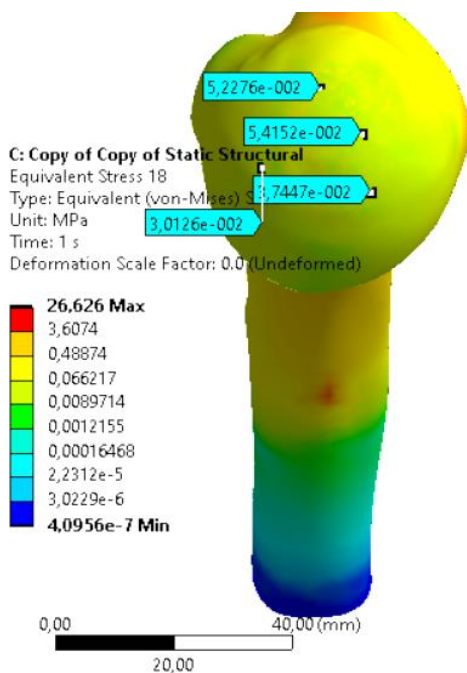 5,2276e-002
5,4152e-002
C: Copy of Copy of Static Structural
Equivalent Stress 18
Type: Equivalent (von-Mises) S
3,7447e-002
Unit: MPa
3,0126e-002
Time: 1 s
Deformation Scale Factor: 0.0 (Undeformed)
26,626 Max
3,6074
0,48874
0,066217
0,0089714
0,0012155
0,00016468
2,2312e-5
3,0229e-6
4,0956e-7 Min
0,00
40,00 (mm)
20,00